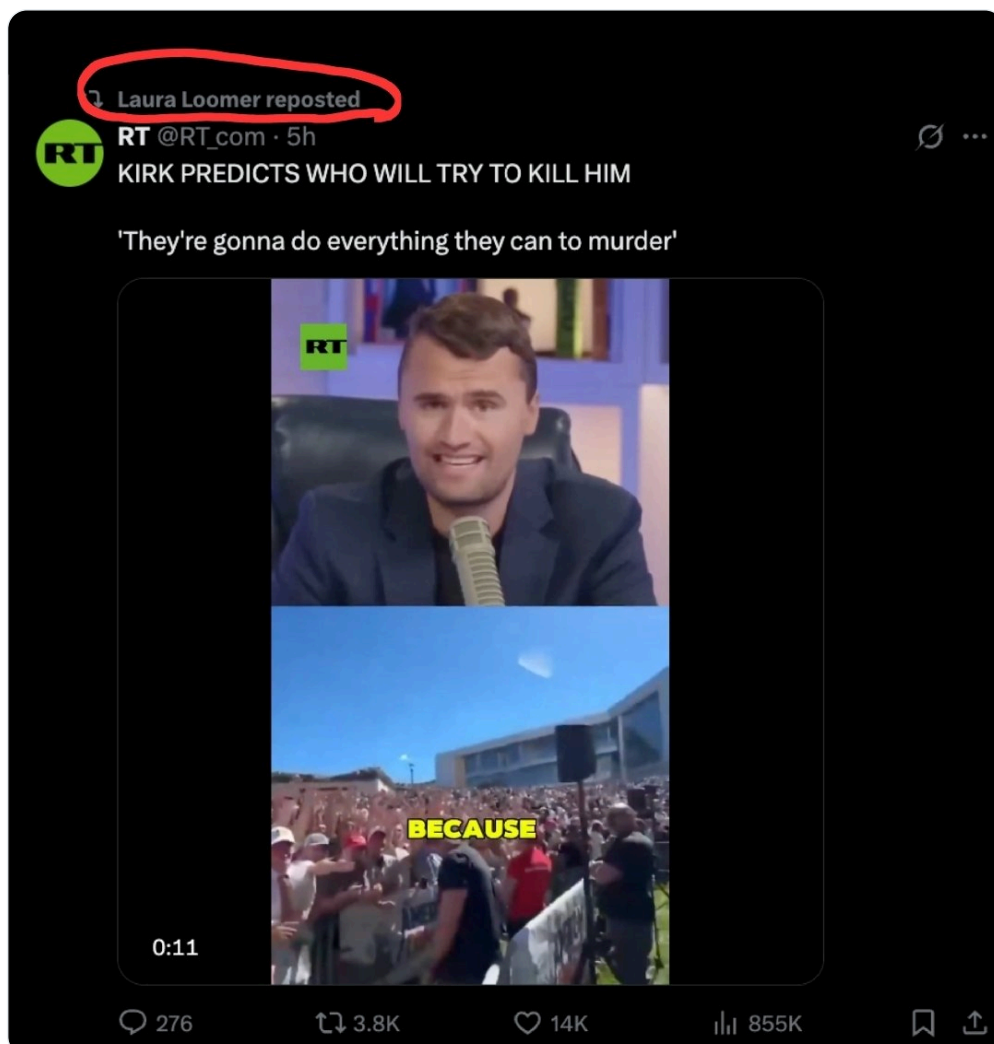 Laura Loomer reposted
RT @RT_com · 5h
KIRK PREDICTS WHO WILL TRY TO KILL HIM
'They're gonna do everything they can to murder'
RT
RT
BECAUSE
0:11
276
3.8K
14K
855K